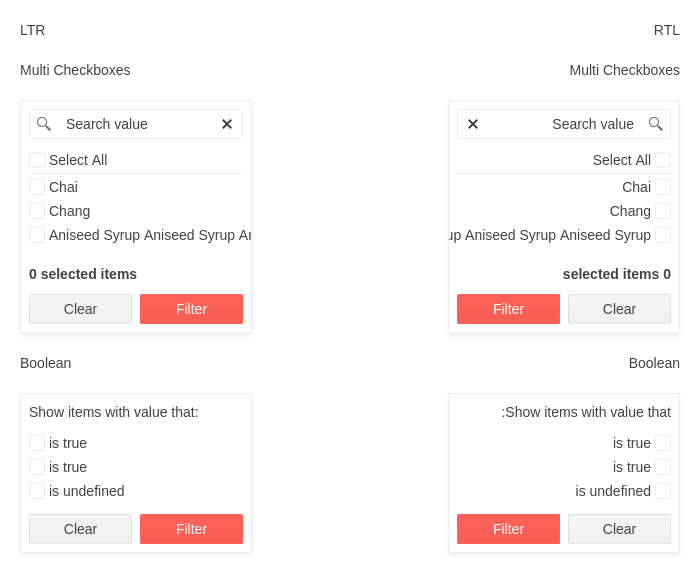 LTR
RTL
Multi Checkboxes
Multi Checkboxes
Search value
Search value
Select All
Select All
Chai
Chai
Chang
Chang
Aniseed Syrup Aniseed Syrup
Aniseed Syrup Aniseed Syrup
0 selected items
selected items 0
Clear
Filter
Filter
Clear
Boolean
Boolean
Show items with value that:
:Show items with value that
is true
is true
is true
is true
is undefined
is undefined
Clear
Filter
Filter
Clear